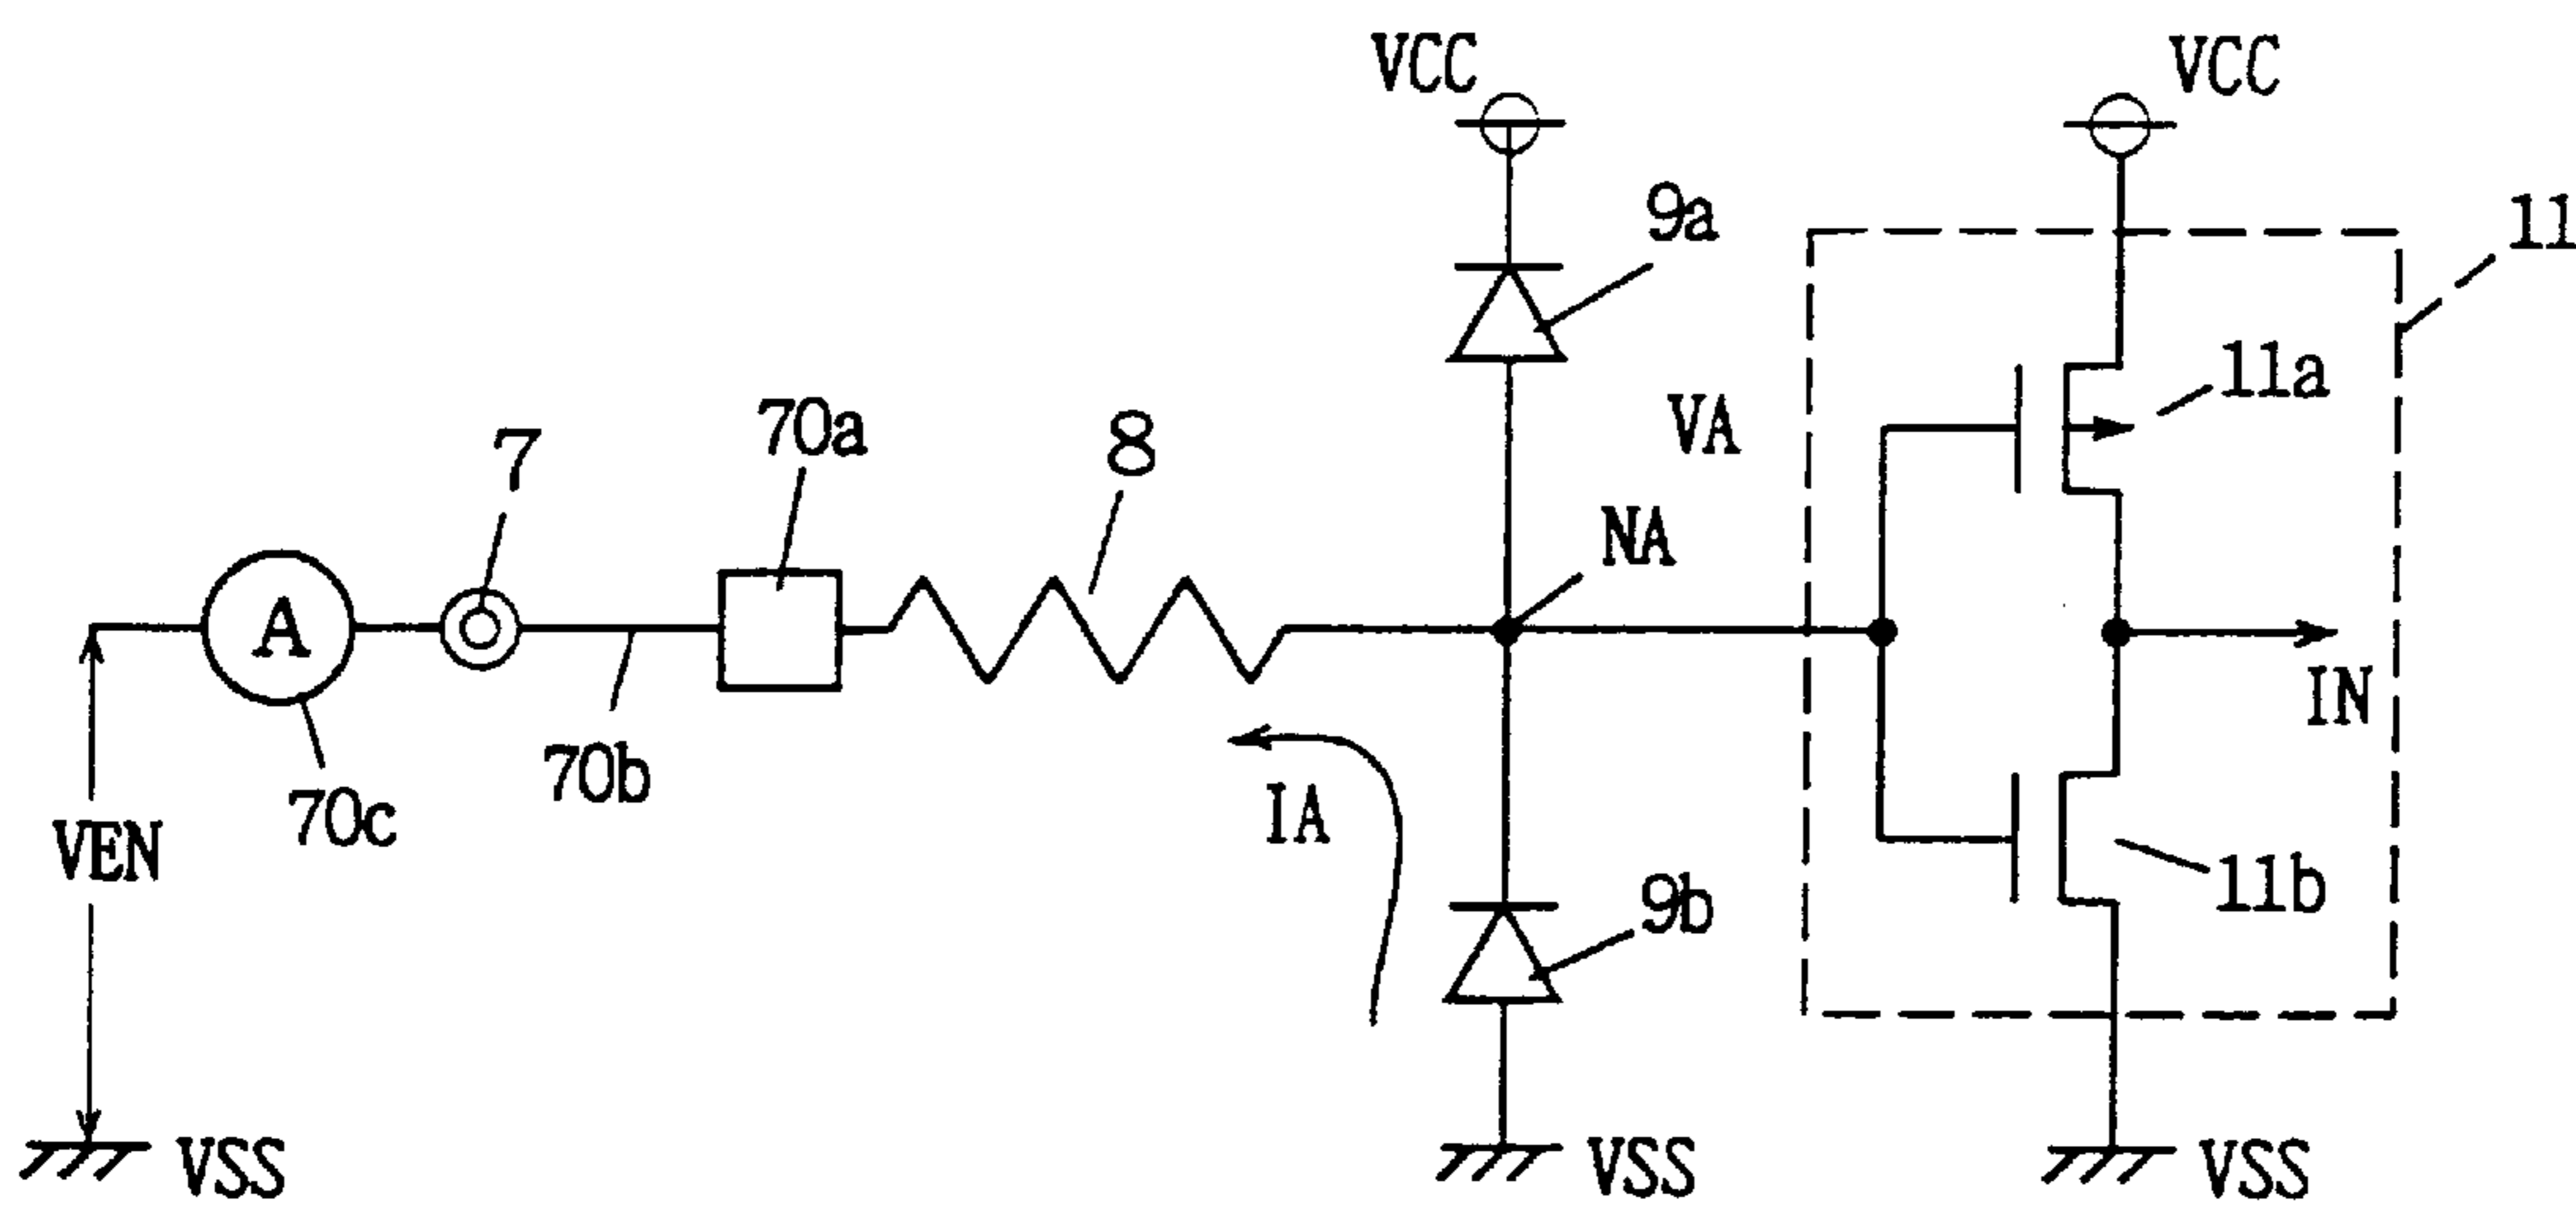 VCC
VCC
9a
11
11a
70a
8
VA
7
NA
A
IN
70b
IA
70c
VEN
9b
11b
VSS
VSS
VSS